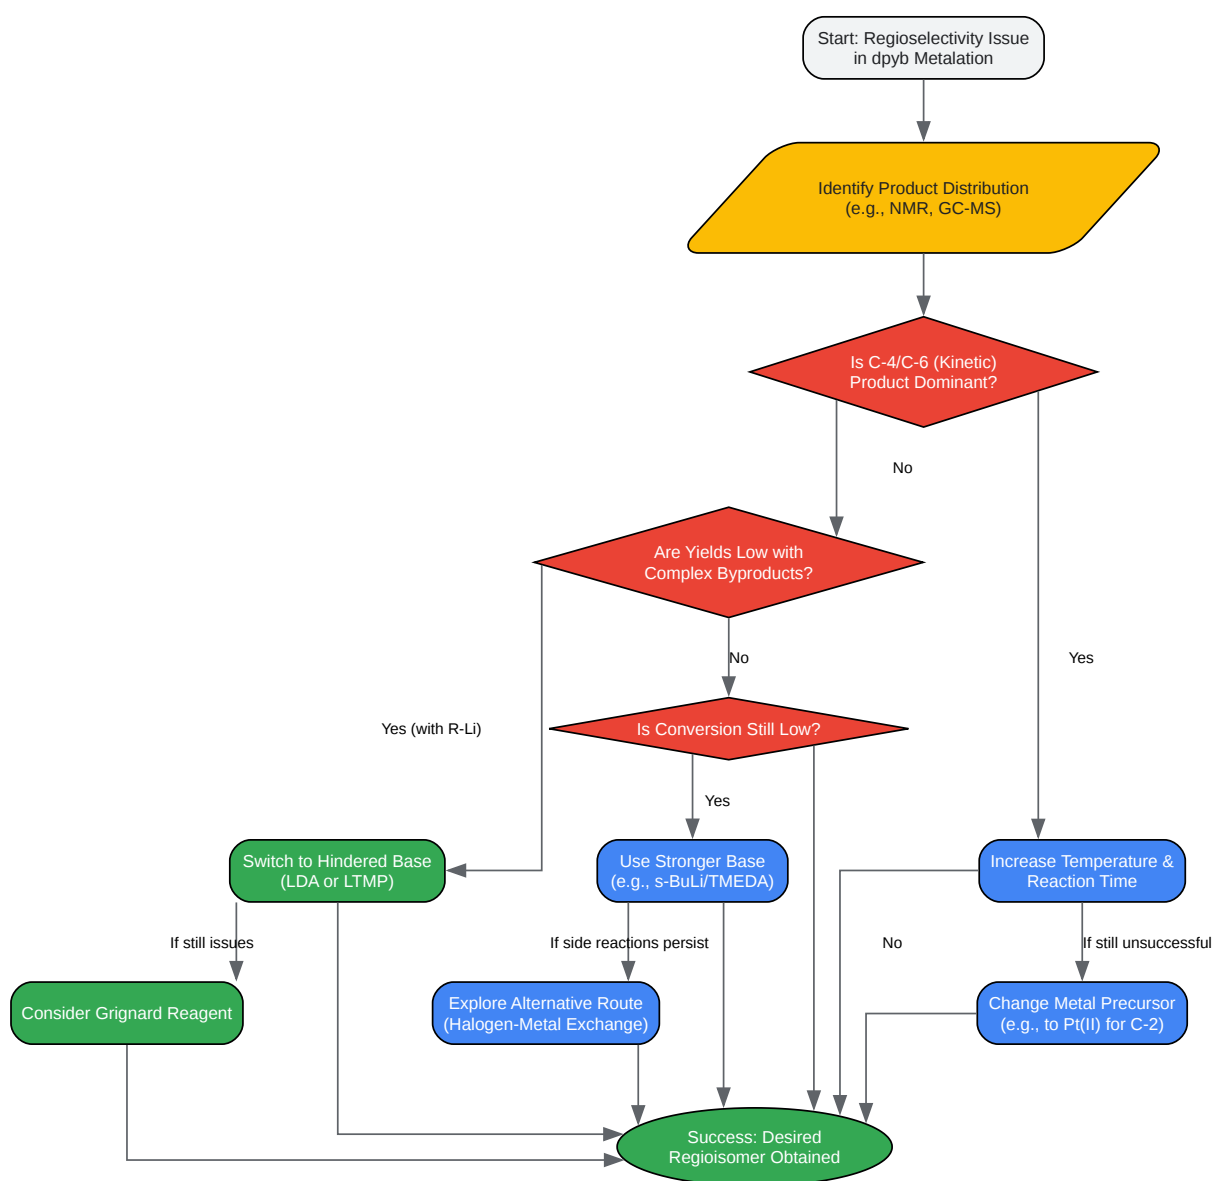 Start: Regioselectivity Issue
in dpyb Metalation
Identify Product Distribution
(e.g., NMR, GC-MS)
Is C-4/C-6 (Kinetic)
Product Dominant?
No
Are Yields Low with
Complex Byproducts?
No
Yes
Yes (with R-Li)
Is Conversion Still Low?
Yes
Switch to Hindered Base
(LDA or LTMP)
Use Stronger Base
(e.g., s-BuLi/TMEDA)
Increase Temperature &
Reaction Time
If still issues
If side reactions persist
No
If still unsuccessful
Consider Grignard Reagent
Explore Alternative Route
(Halogen-Metal Exchange)
Change Metal Precursor
(e.g., to Pt(II) for C-2)
Success: Desired
Regioisomer Obtained